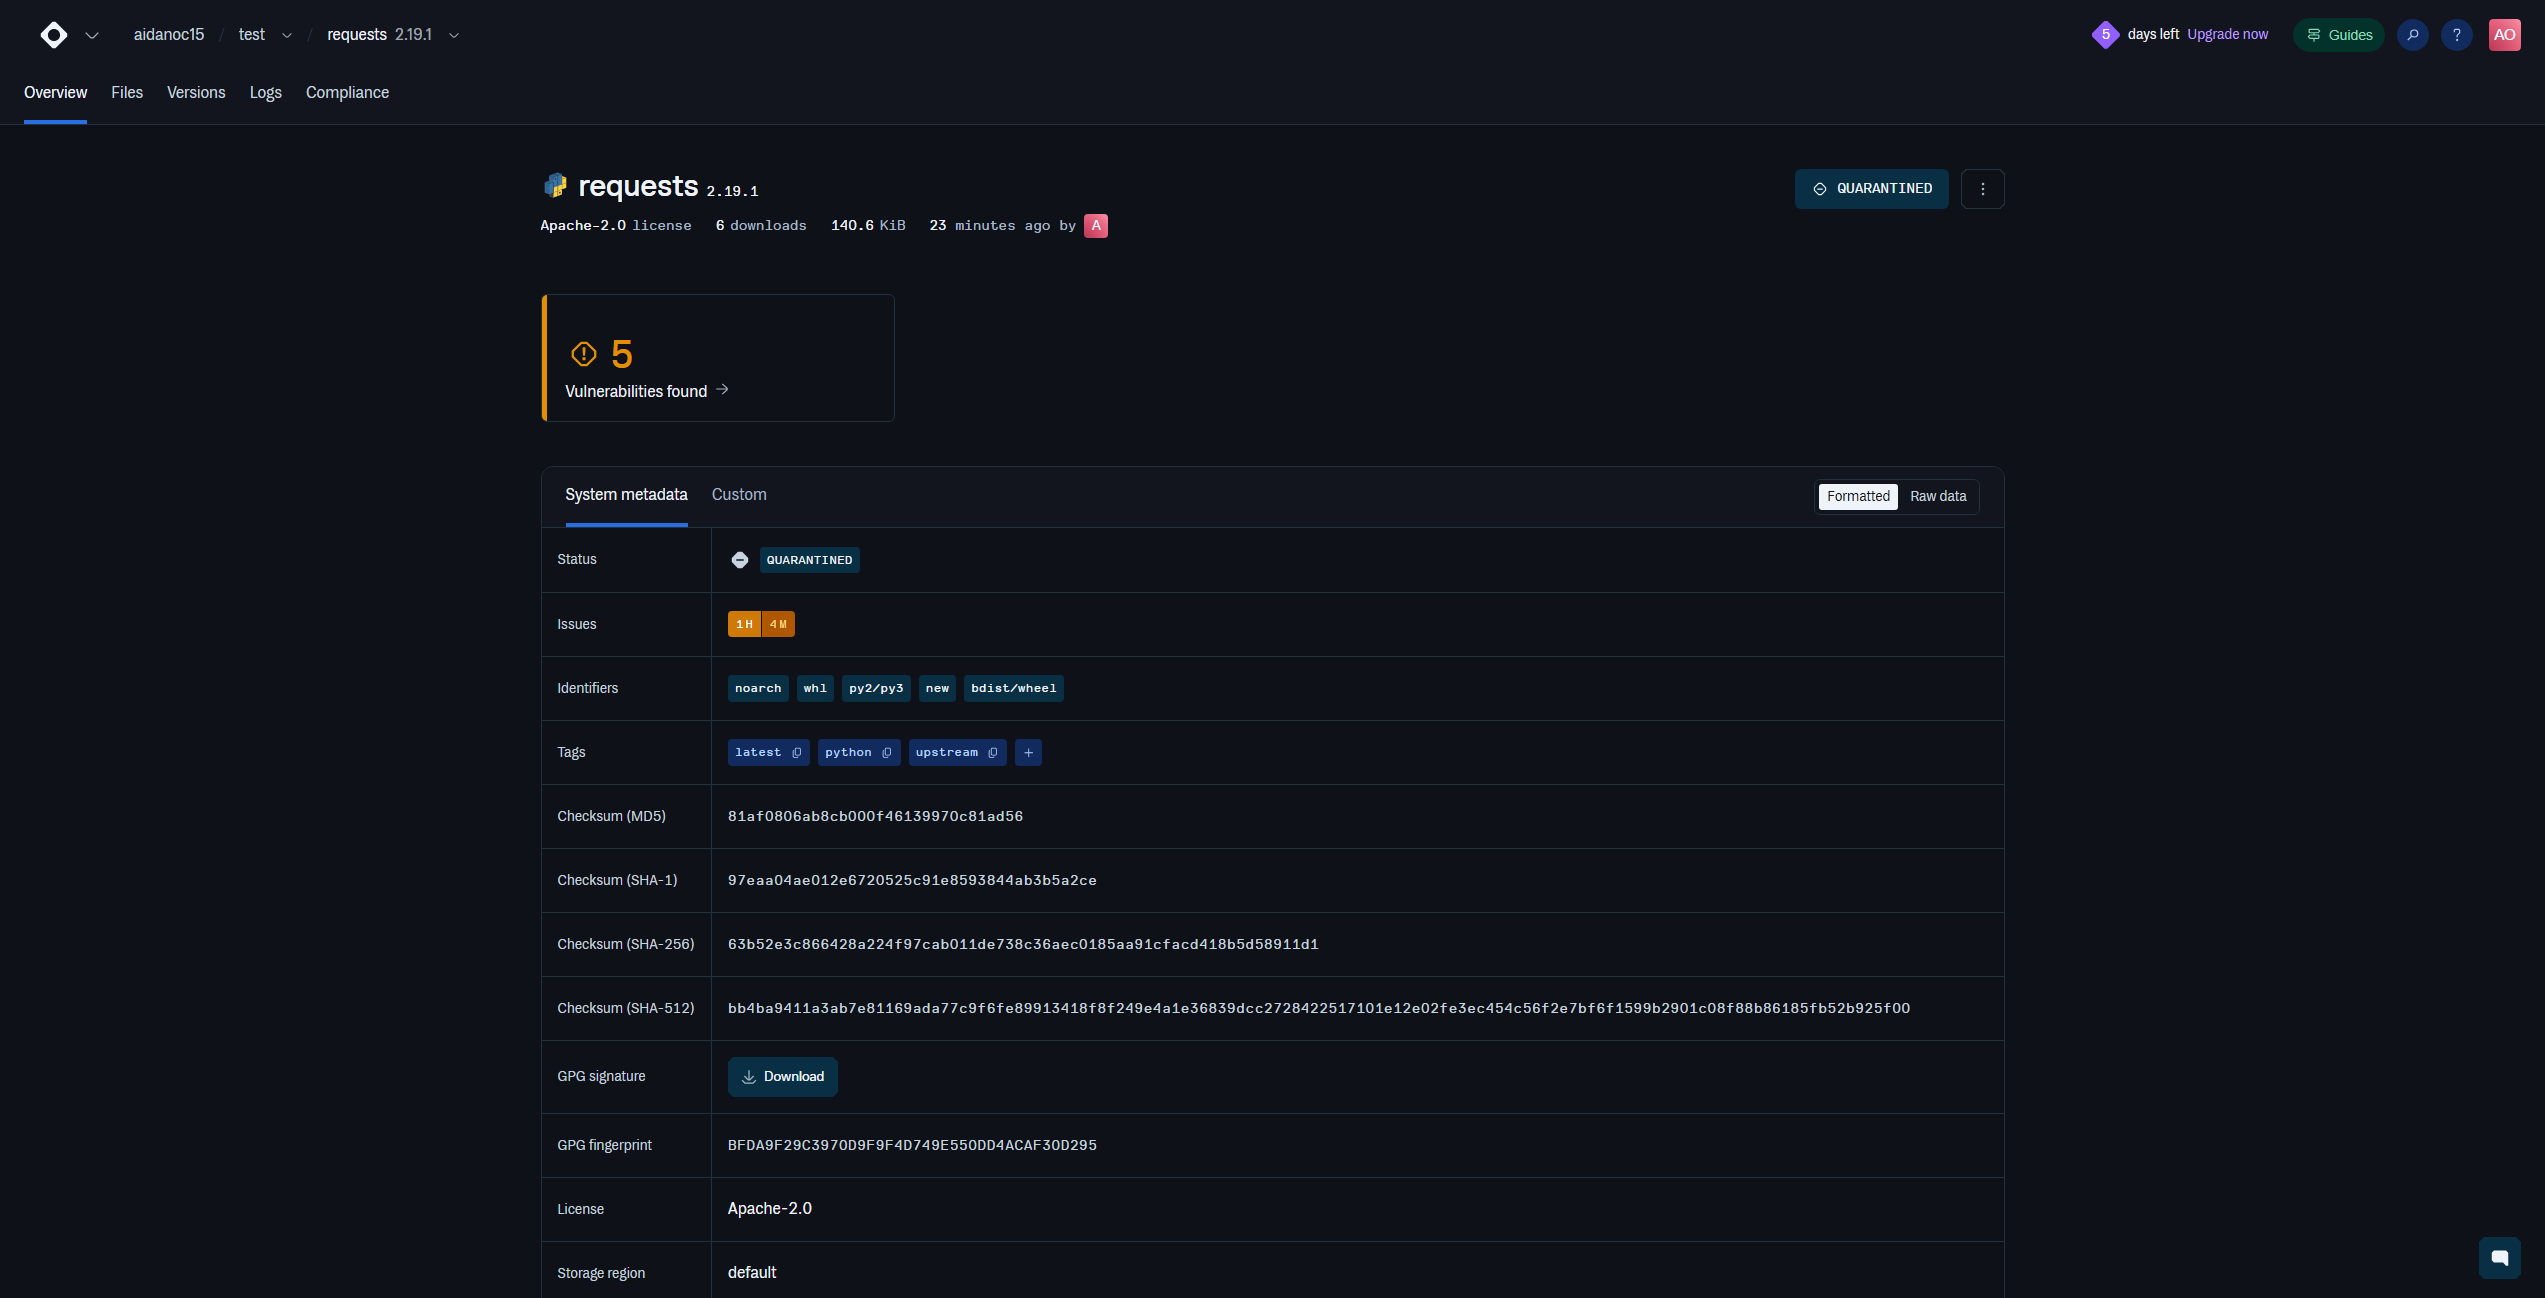 aidanoc15 / test / requests 2.19.1
5 days left Upgrade now Guides ? AO
Overview Files Versions Logs Compliance
requests 2.19.1
QUARANTINED
Apache-2.0 license 6 downloads 140.6 KiB 23 minutes ago by A
5
Vulnerabilities found
System metadata Custom
Formatted Raw data
Status QUARANTINED
Issues 1H 4M
Identifiers noarch whl py2/py3 new bdist/wheel
Tags latest python upstream +
Checksum (MD5) 81af0806ab8cb000f46139970c81ad56
Checksum (SHA-1) 97eaa04ae012e6720525c91e8593844ab3b5a2ce
Checksum (SHA-256) 63b52e3c866428a224f97cab011de738c36aec0185aa91cfacd418b5d58911d1
Checksum (SHA-512) bb4ba9411a3ab7e81169ada77c9f6fe89913418f8f249e4a1e36839dcc2728422517101e12e02fe3ec454c56f2e7bf6f1599b2901c08f88b86185fb52b925f00
GPG signature Download
GPG fingerprint BFDA9F29C3970D9F9F4D749E550DD4ACAF30D295
License Apache-2.0
Storage region default